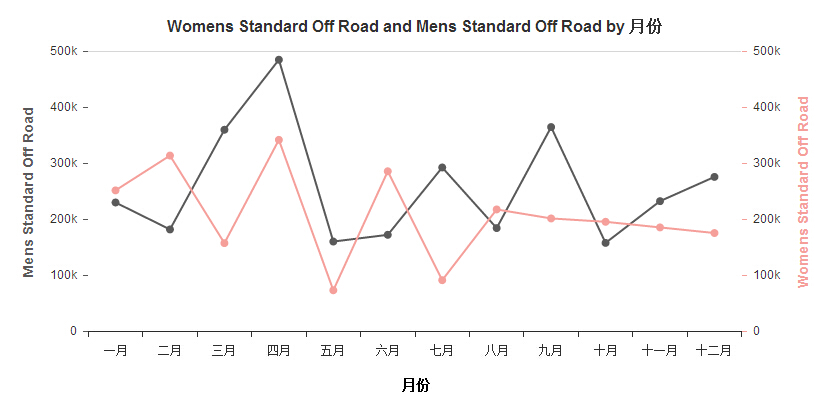 Womens Standard Off Road and Mens Standard Off Road by 月份
Mens Standard Off Road
500k
400k
300k
200k
100k
0
500k
400k
300k
200k
100k
0
Womens Standard Off Road
一月 二月 三月 四月 五月 六月 七月 八月 九月 十月 十一月 十二月
月份